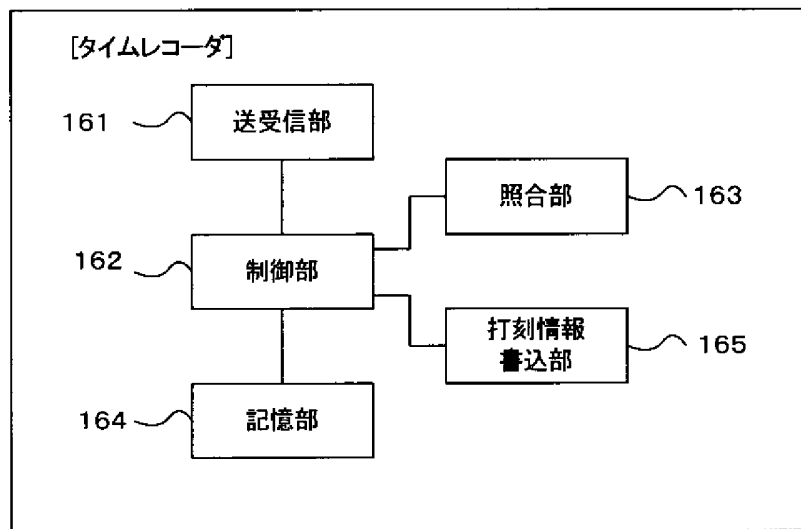 [タイムレコーダ]
161
送受信部
照合部
163
162
制御部
打刻情報
書込部
165
164
記憶部